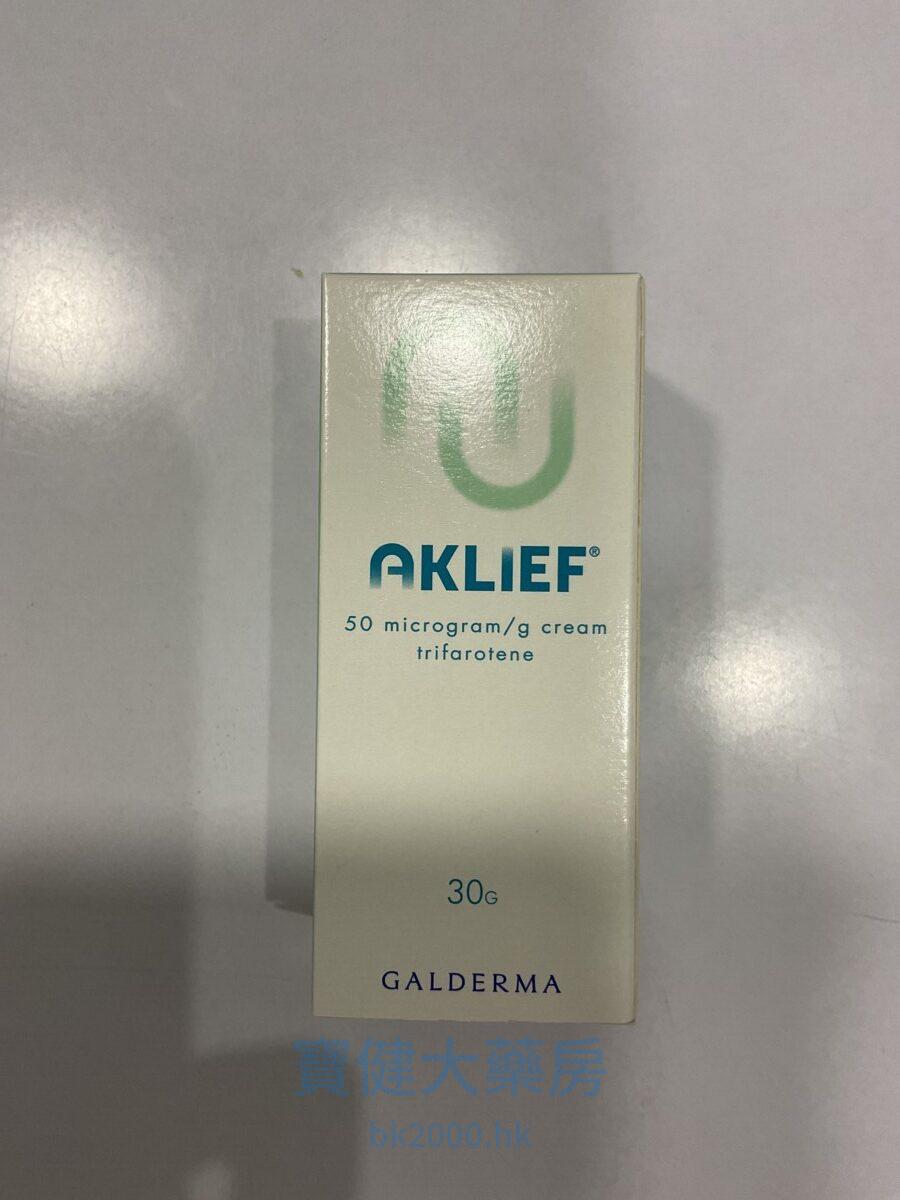 AKLIEF®
50 microgram/g cream
trifarotene
30G
GALDERMA
寶健大藥房
bk2000.hk